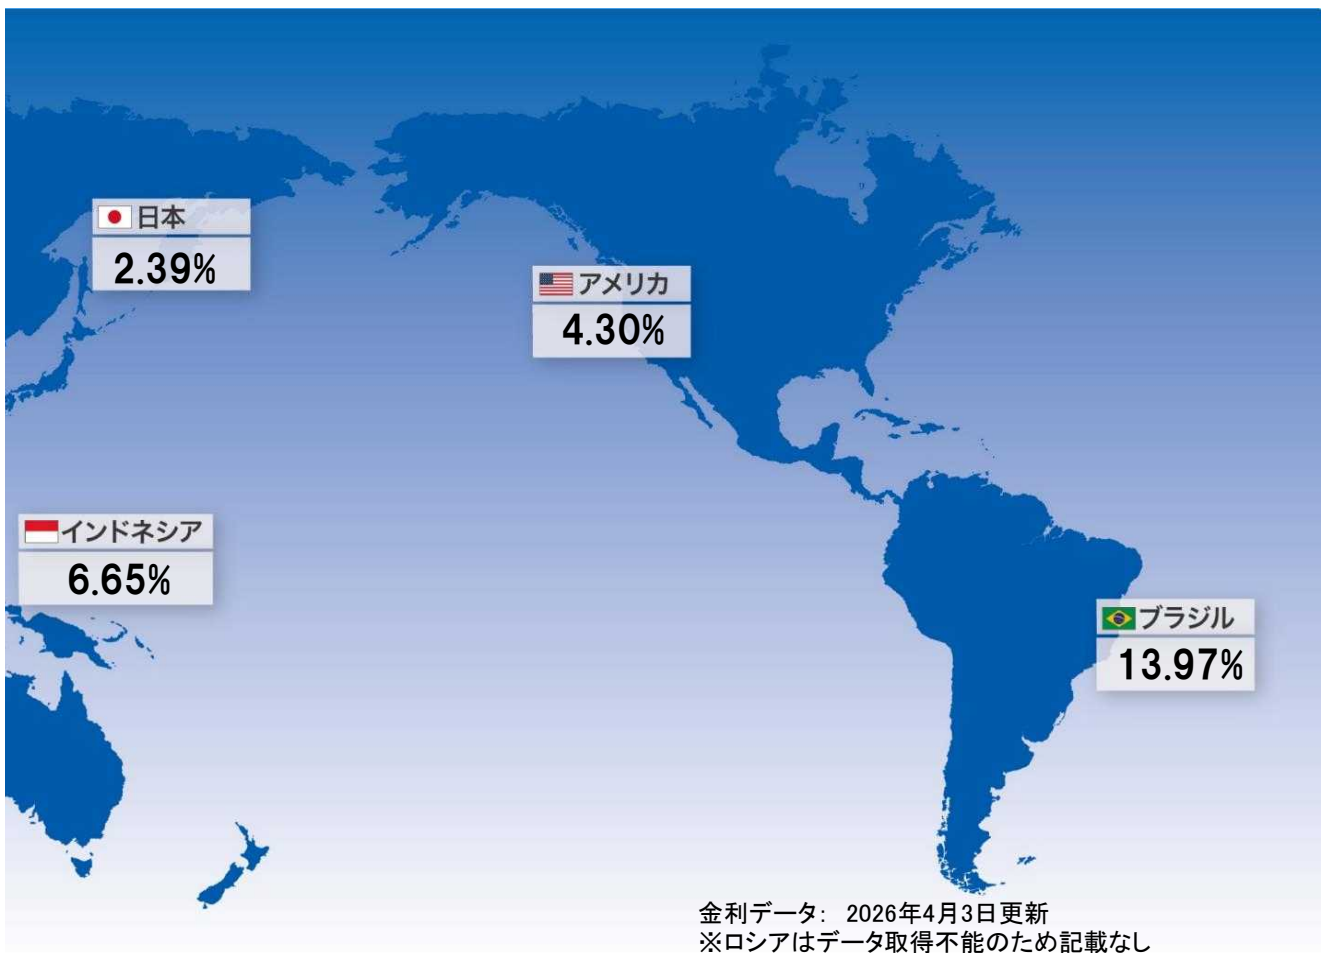 日本
2.39%
アメリカ
4.30%
インドネシア
6.65%
ブラジル
13.97%
金利データ： 2026年4月3日更新
※ロシアはデータ取得不能のため記載なし